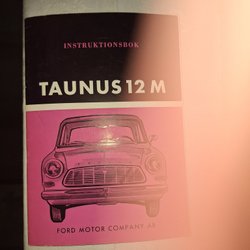 INSTRUKTIONSBOK
TAUNUS 12 M
FORD MOTOR COMPANY AB